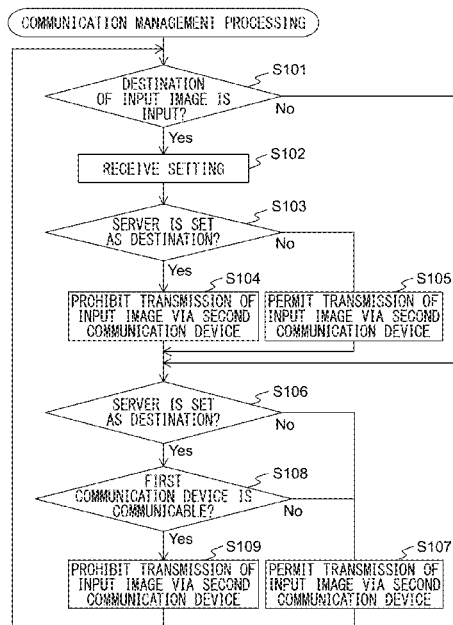 COMMUNICATION MANAGEMENT PROCESSING
S101
DESTINATION
OF INPUT IMAGE IS
INPUT?
No
Yes
S102
RECEIVE SETTING
S103
SERVER IS SET
AS DESTINATION?
No
Yes
S104
PROHIBIT TRANSMISSION OF
INPUT IMAGE VIA SECOND
COMMUNICATION DEVICE
S105
PERMIT TRANSMISSION OF
INPUT IMAGE VIA SECOND
COMMUNICATION DEVICE
S106
SERVER IS SET
AS DESTINATION?
No
Yes
S108
FIRST
COMMUNICATION DEVICE IS
COMMUNICABLE?
No
Yes
S109
PROHIBIT TRANSMISSION OF
INPUT IMAGE VIA SECOND
COMMUNICATION DEVICE
S107
PERMIT TRANSMISSION OF
INPUT IMAGE VIA SECOND
COMMUNICATION DEVICE